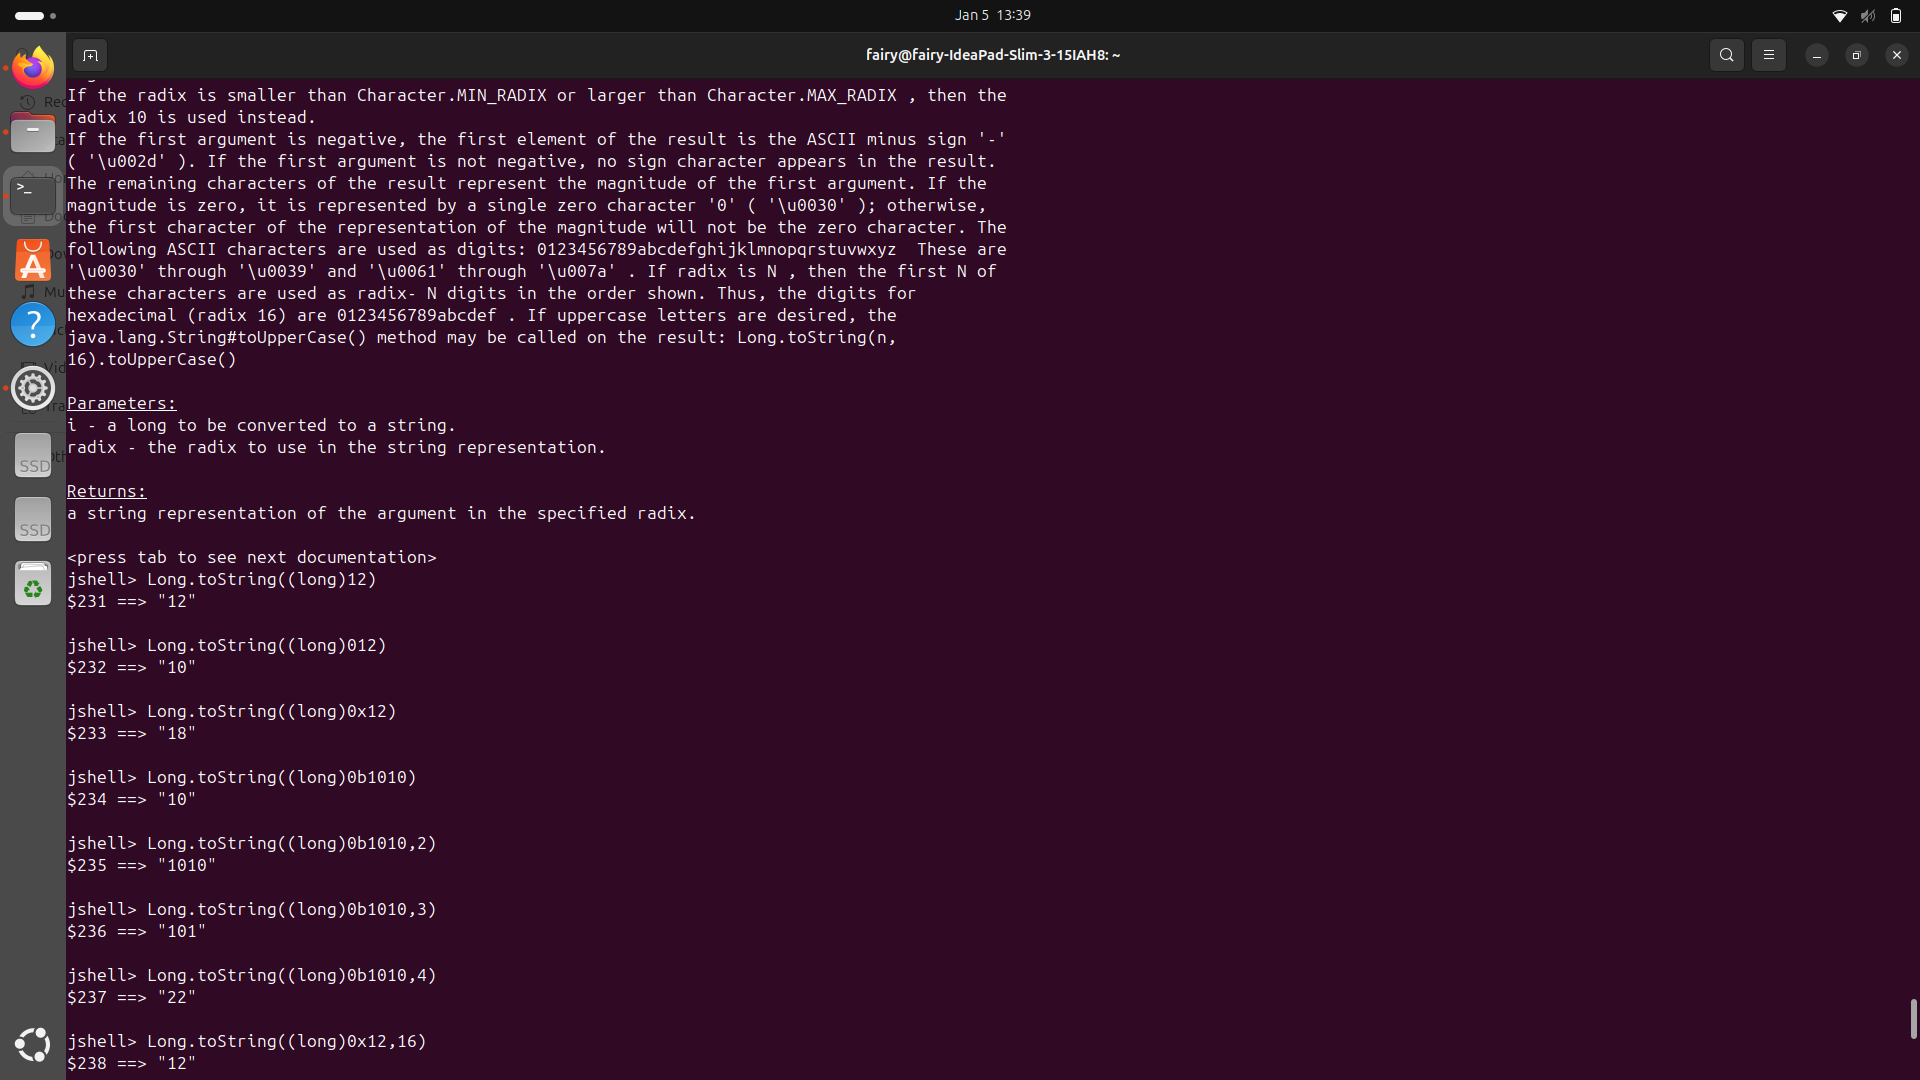 Jan 5 13:39
fairy@fairy-IdeaPad-Slim-3-15IAH8: ~
If the radix is smaller than Character.MIN_RADIX or larger than Character.MAX_RADIX , then the
radix 10 is used instead.
If the first argument is negative, the first element of the result is the ASCII minus sign '-'
( '\u002d' ). If the first argument is not negative, no sign character appears in the result.
The remaining characters of the result represent the magnitude of the first argument. If the
magnitude is zero, it is represented by a single zero character '0' ( '\u0030' ); otherwise,
the first character of the representation of the magnitude will not be the zero character. The
following ASCII characters are used as digits: 0123456789abcdefghijklmnopqrstuvwxyz  These are
'\u0030' through '\u0039' and '\u0061' through '\u007a' . If radix is N , then the first N of
these characters are used as radix- N digits in the order shown. Thus, the digits for
hexadecimal (radix 16) are 0123456789abcdef . If uppercase letters are desired, the
java.lang.String#toUpperCase() method may be called on the result: Long.toString(n,
16).toUpperCase()
Parameters:
i - a long to be converted to a string.
radix - the radix to use in the string representation.
Returns:
a string representation of the argument in the specified radix.
<press tab to see next documentation>
jshell> Long.toString((long)12)
$231 ==> "12"
jshell> Long.toString((long)012)
$232 ==> "10"
jshell> Long.toString((long)0x12)
$233 ==> "18"
jshell> Long.toString((long)0b1010)
$234 ==> "10"
jshell> Long.toString((long)0b1010,2)
$235 ==> "1010"
jshell> Long.toString((long)0b1010,3)
$236 ==> "101"
jshell> Long.toString((long)0b1010,4)
$237 ==> "22"
jshell> Long.toString((long)0x12,16)
$238 ==> "12"
SSD
SSD